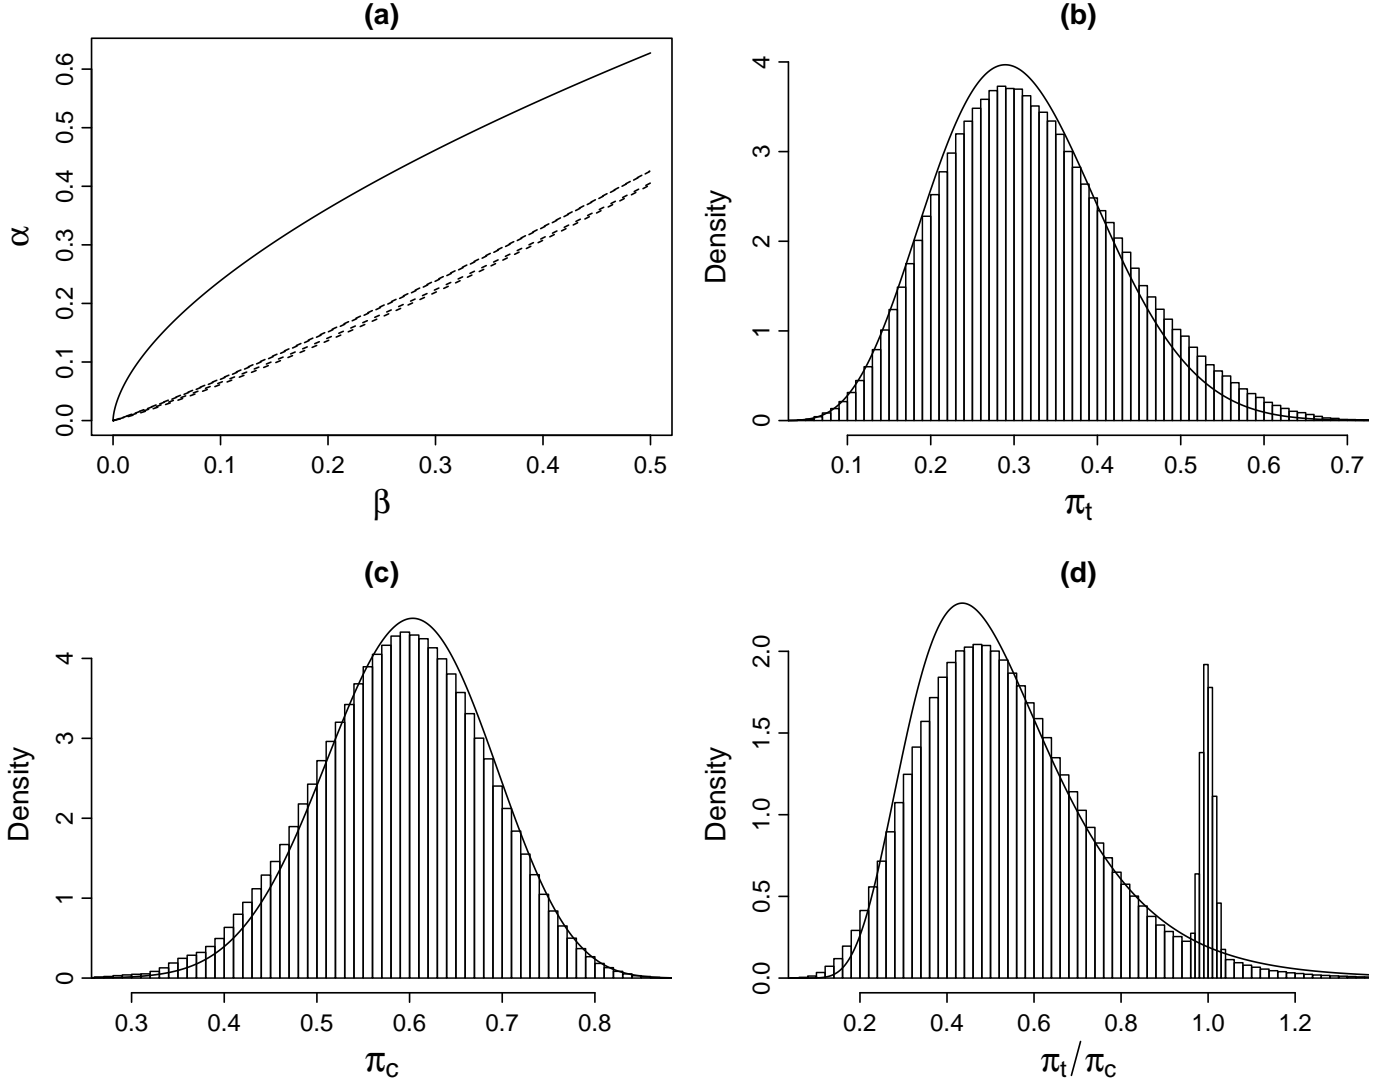 (a)
α
0.0 0.1 0.2 0.3 0.4 0.5 0.6
0.0 0.1 0.2 0.3 0.4 0.5
β
(b)
Density
0 1 2 3 4
0.1 0.2 0.3 0.4 0.5 0.6 0.7
πt
(c)
Density
0 1 2 3 4
0.3 0.4 0.5 0.6 0.7 0.8
πc
(d)
Density
0.0 0.5 1.0 1.5 2.0
0.2 0.4 0.6 0.8 1.0 1.2
πt/πc